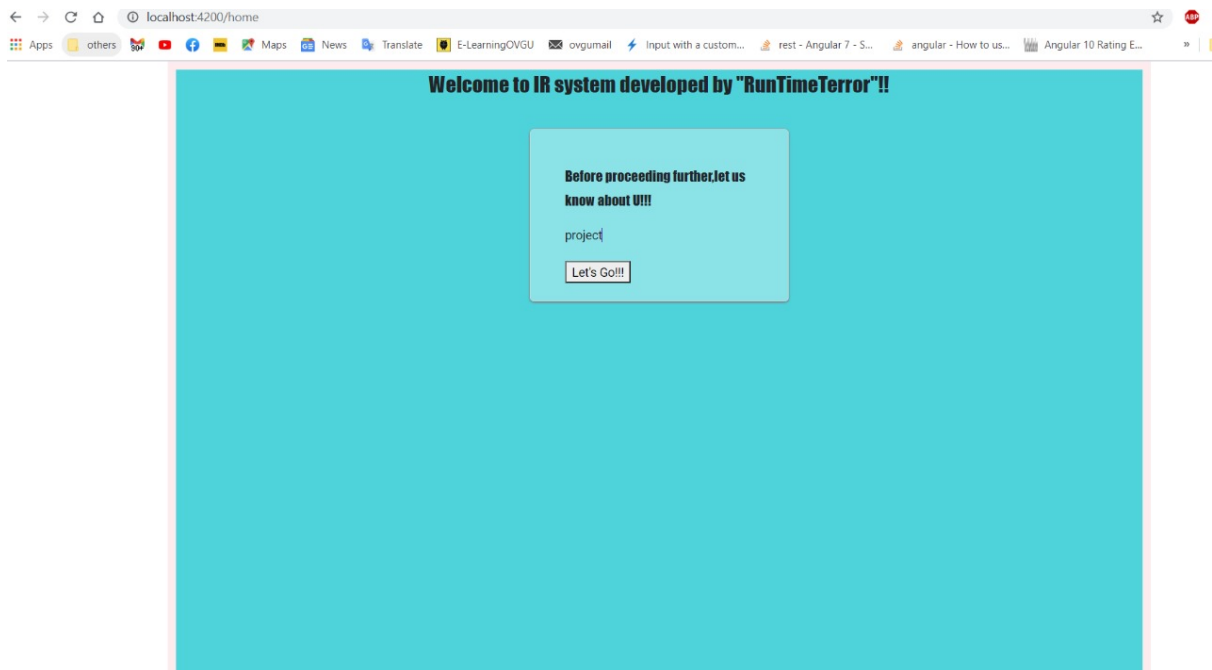 localhost:4200/home
ABP
Apps others 90+ Maps News Translate E-LearningOVGU ovgumail Input with a custom... rest - Angular 7 - S... angular - How to us... Angular 10 Rating E... »
Welcome to IR system developed by "RunTimeTerror"!!
Before proceeding further,let us
know about U!!!
project
Let's Go!!!